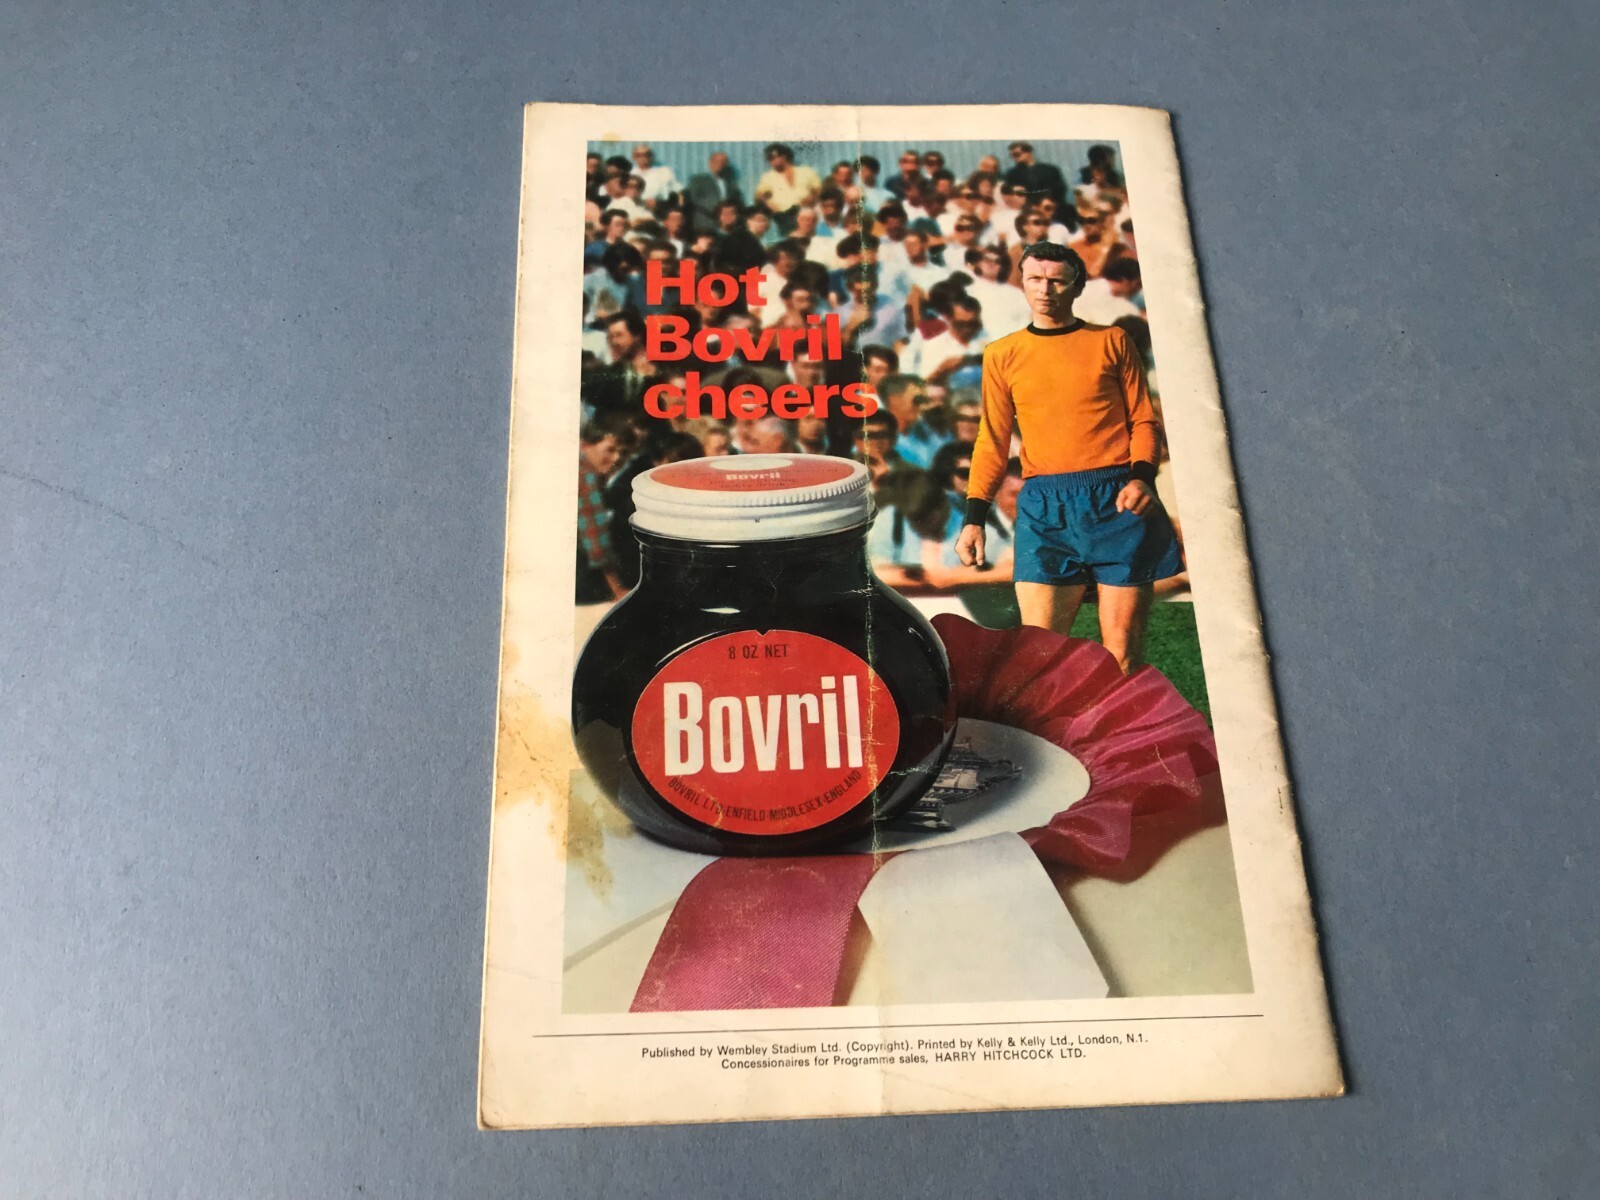 Hot
Bovril
cheers
Bovril
8 OZ NET
Bovril
BOVRIL LTD·ENFIELD·MIDDLESEX·ENGLAND
Published by Wembley Stadium Ltd. (Copyright). Printed by Kelly & Kelly Ltd., London, N.1.
Concessionaires for Programme sales, HARRY HITCHCOCK LTD.